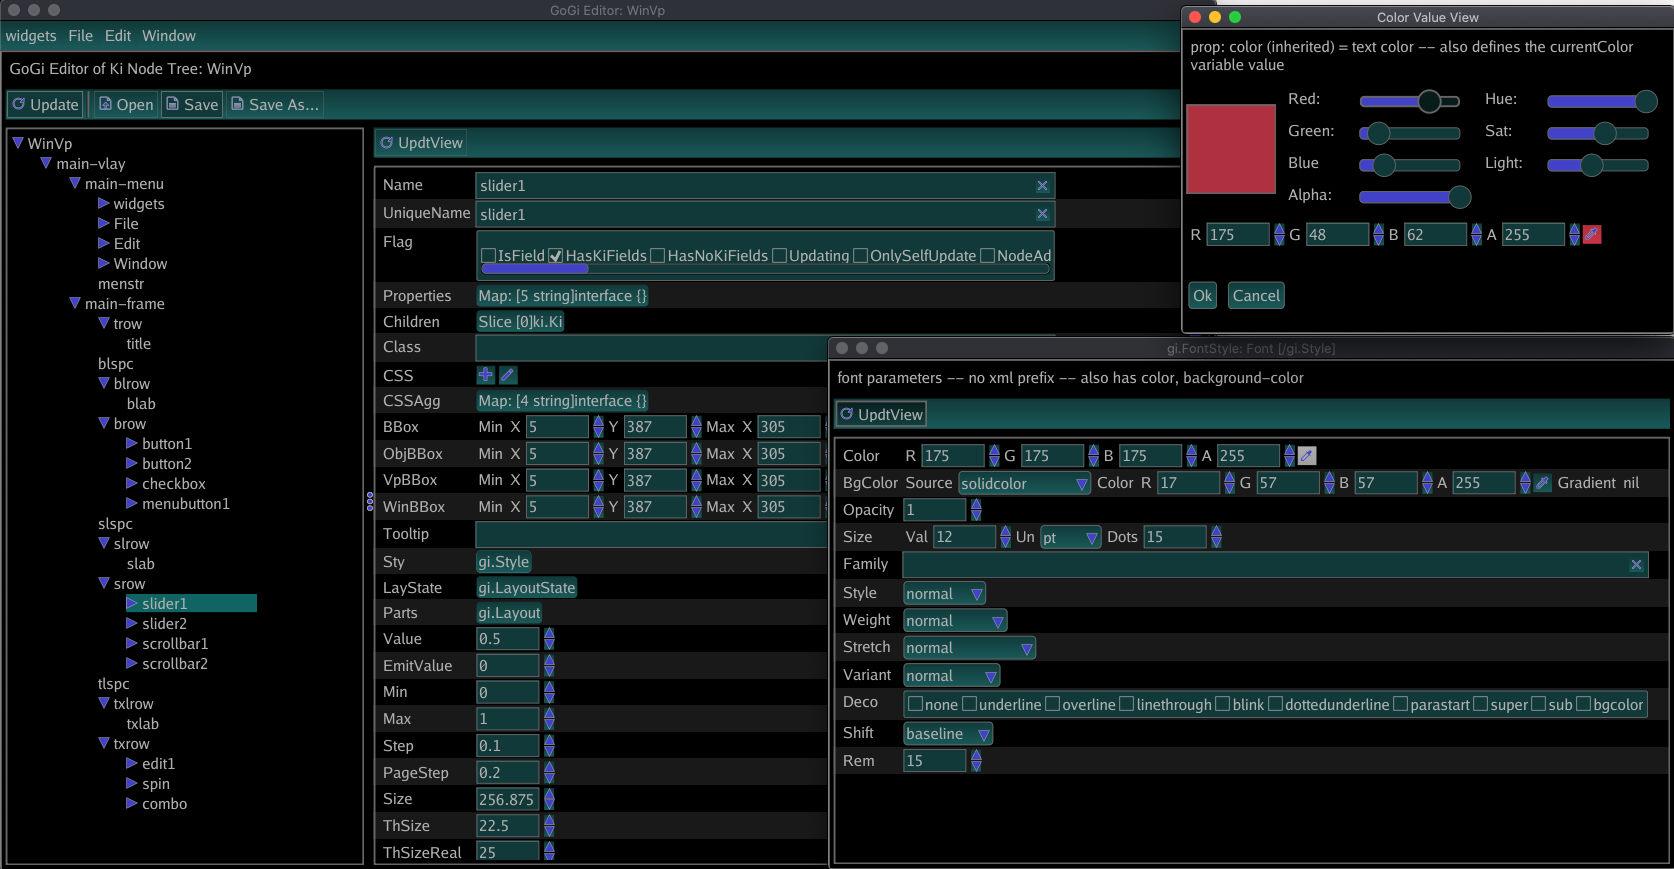 GoGi Editor: WinVp
widgets File Edit Window
GoGi Editor of Ki Node Tree: WinVp
Update Open Save Save As...
WinVp
main-vlay
main-menu
widgets
File
Edit
Window
menstr
main-frame
trow
title
blspc
blrow
blab
brow
button1
button2
checkbox
menubutton1
slspc
slrow
slab
srow
slider1
slider2
scrollbar1
scrollbar2
tlspc
txlrow
txlab
txrow
edit1
spin
combo
UpdtView
Name slider1
UniqueName slider1
Flag IsField HasKiFields HasNoKiFields Updating OnlySelfUpdate NodeAd
Properties Map: [5 string]interface {}
Children Slice [0]ki.Ki
Class
CSS
CSSAgg Map: [4 string]interface {}
BBox Min X 5 Y 387 Max X 305
ObjBBox Min X 5 Y 387 Max X 305
VpBBox Min X 5 Y 387 Max X 305
WinBBox Min X 5 Y 387 Max X 305
Tooltip
Sty gi.Style
LayState gi.LayoutState
Parts gi.Layout
Value 0.5
EmitValue 0
Min 0
Max 1
Step 0.1
PageStep 0.2
Size 256.875
ThSize 22.5
ThSizeReal 25
Color Value View
prop: color (inherited) = text color -- also defines the currentColor
variable value
Red: Hue:
Green: Sat:
Blue Light:
Alpha:
R 175 G 48 B 62 A 255
Ok Cancel
gi.FontStyle: Font [/gi.Style]
font parameters -- no xml prefix -- also has color, background-color
UpdtView
Color R 175 G 175 B 175 A 255
BgColor Source solidcolor Color R 17 G 57 B 57 A 255 Gradient nil
Opacity 1
Size Val 12 Un pt Dots 15
Family
Style normal
Weight normal
Stretch normal
Variant normal
Deco none underline overline linethrough blink dottedunderline parastart super sub bgcolor
Shift baseline
Rem 15